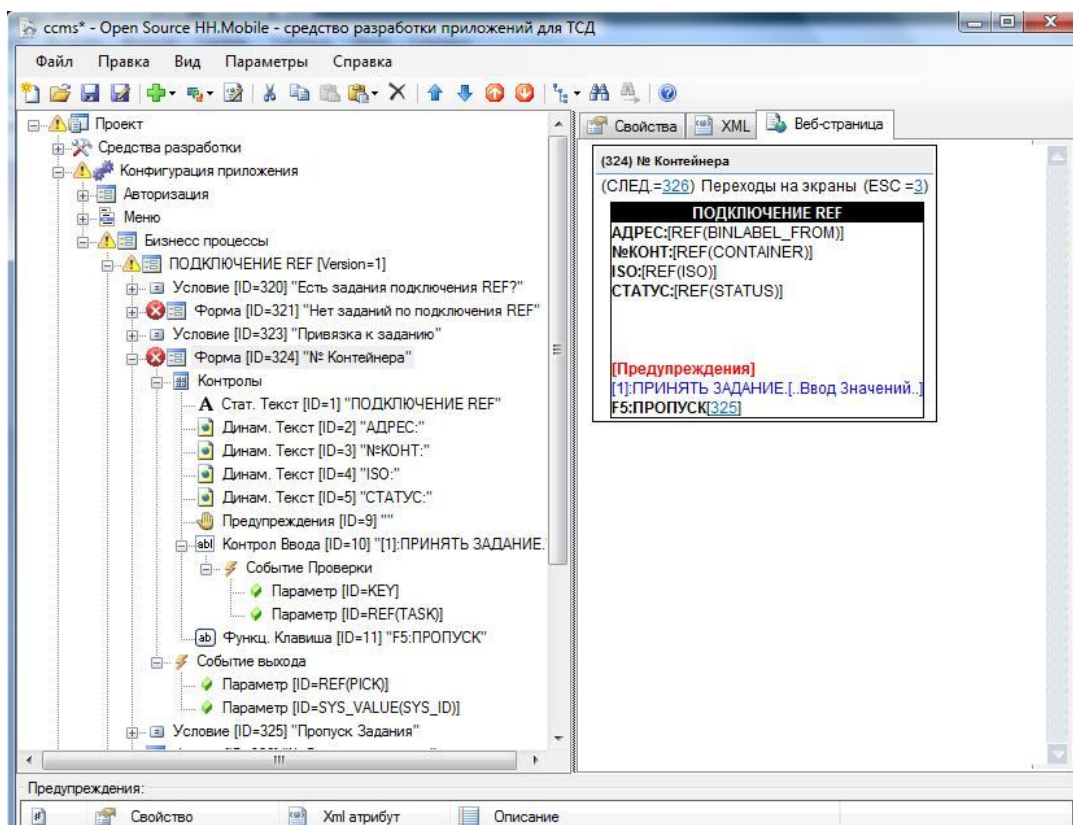 ccms* - Open Source HH.Mobile - средство разработки приложений для ТСД
Файл Правка Вид Параметры Справка
Проект
Средства разработки
Конфигурация приложения
Авторизация
Меню
Бизнесс процессы
ПОДКЛЮЧЕНИЕ REF [Version=1]
Условие [ID=320] "Есть задания подключения REF?"
Форма [ID=321] "Нет заданий по подключения REF"
Условие [ID=323] "Привязка к заданию"
Форма [ID=324] "№ Контейнера"
Контролы
A Стат. Текст [ID=1] "ПОДКЛЮЧЕНИЕ REF"
Динам. Текст [ID=2] "АДРЕС:"
Динам. Текст [ID=3] "№КОНТ:"
Динам. Текст [ID=4] "ISO:"
Динам. Текст [ID=5] "СТАТУС:"
Предупреждения [ID=9] ""
abl Контрол Ввода [ID=10] "[1]:ПРИНЯТЬ ЗАДАНИЕ.
Событие Проверки
Параметр [ID=KEY]
Параметр [ID=REF(TASK)]
ab Функц. Клавиша [ID=11] "F5:ПРОПУСК"
Событие выхода
Параметр [ID=REF(PICK)]
Параметр [ID=SYS_VALUE(SYS_ID)]
Условие [ID=325] "Пропуск Задания"
Свойства XML Веб-страница
(324) № Контейнера
(СЛЕД.=326) Переходы на экраны (ESC =3)
ПОДКЛЮЧЕНИЕ REF
АДРЕС:[REF(BINLABEL_FROM)]
№КОНТ:[REF(CONTAINER)]
ISO:[REF(ISO)]
СТАТУС:[REF(STATUS)]
[Предупреждения]
[1]:ПРИНЯТЬ ЗАДАНИЕ.[..Ввод Значений..]
F5:ПРОПУСК[325]
Предупреждения:
# Свойство Xml атрибут Описание